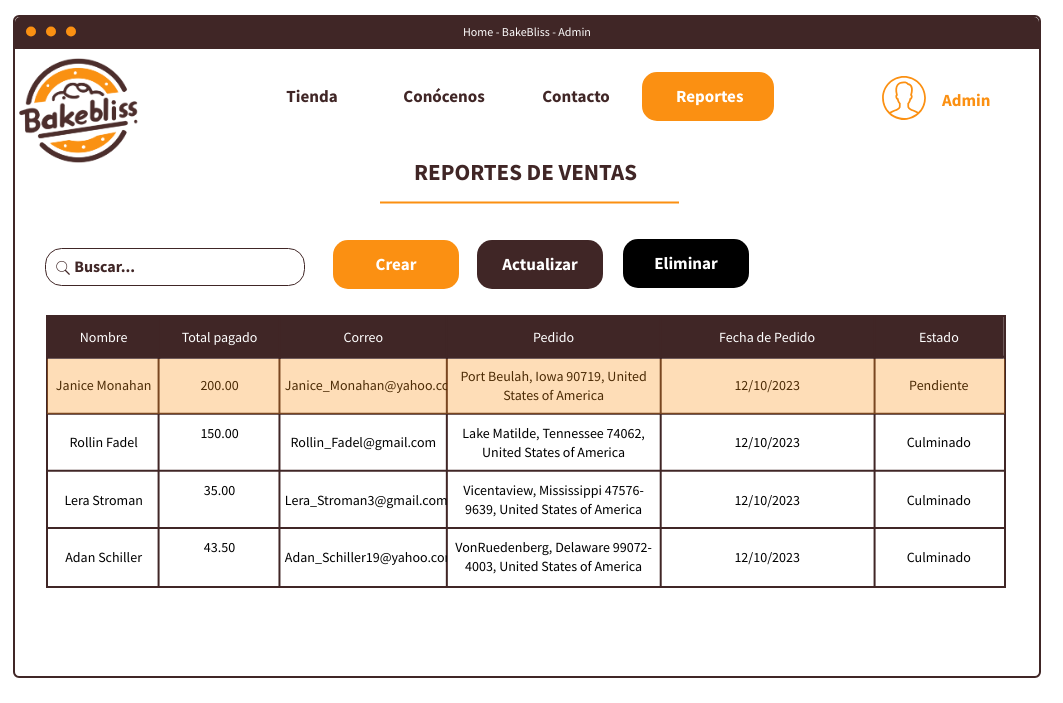 Home - BakeBliss - Admin
Bakebliss
Tienda
Conócenos
Contacto
Reportes
Admin
REPORTES DE VENTAS
Buscar...
Crear
Actualizar
Eliminar
Nombre
Total pagado
Correo
Pedido
Fecha de Pedido
Estado
Janice Monahan
200.00
Janice_Monahan@yahoo.co
Port Beulah, Iowa 90719, United
States of America
12/10/2023
Pendiente
Rollin Fadel
150.00
Rollin_Fadel@gmail.com
Lake Matilde, Tennessee 74062,
United States of America
12/10/2023
Culminado
Lera Stroman
35.00
Lera_Stroman3@gmail.com
Vicentaview, Mississippi 47576-
9639, United States of America
12/10/2023
Culminado
Adan Schiller
43.50
Adan_Schiller19@yahoo.co
VonRuedenberg, Delaware 99072-
4003, United States of America
12/10/2023
Culminado